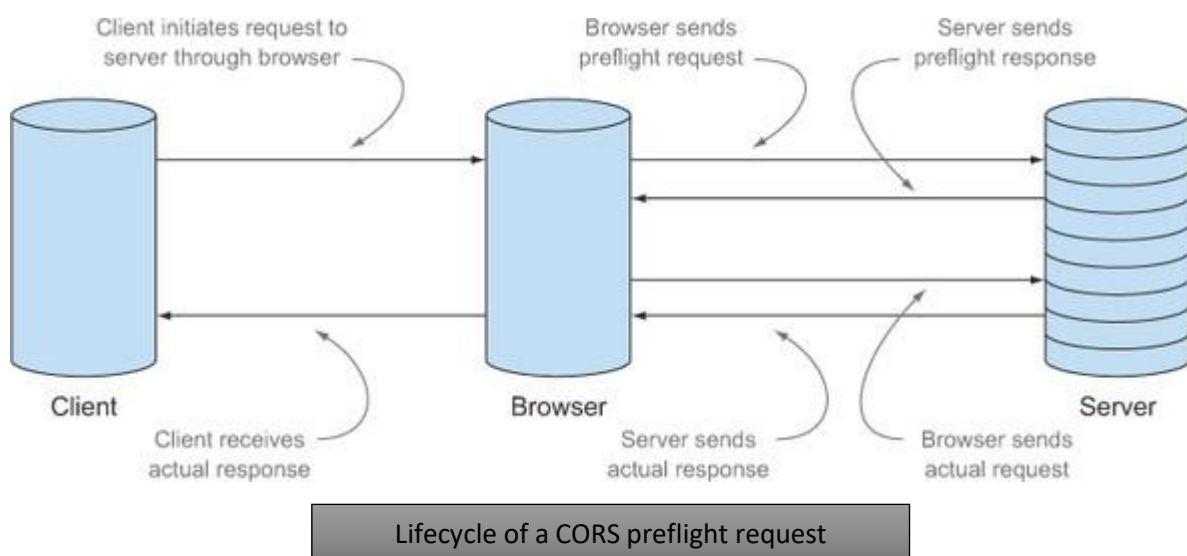 Client initiates request to
server through browser
Browser sends
preflight request
Server sends
preflight response
Client
Browser
Server
Client receives
actual response
Server sends
actual response
Browser sends
actual request
Lifecycle of a CORS preflight request